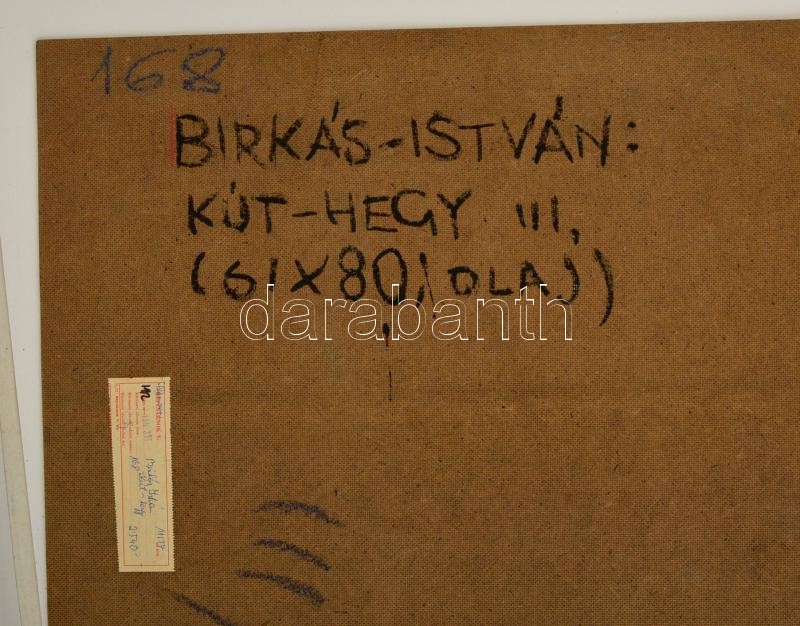 168
BIRKÁS-ISTVÁN:
KÚT-HEGY III,
(61X80, OLAJ)
darabanth